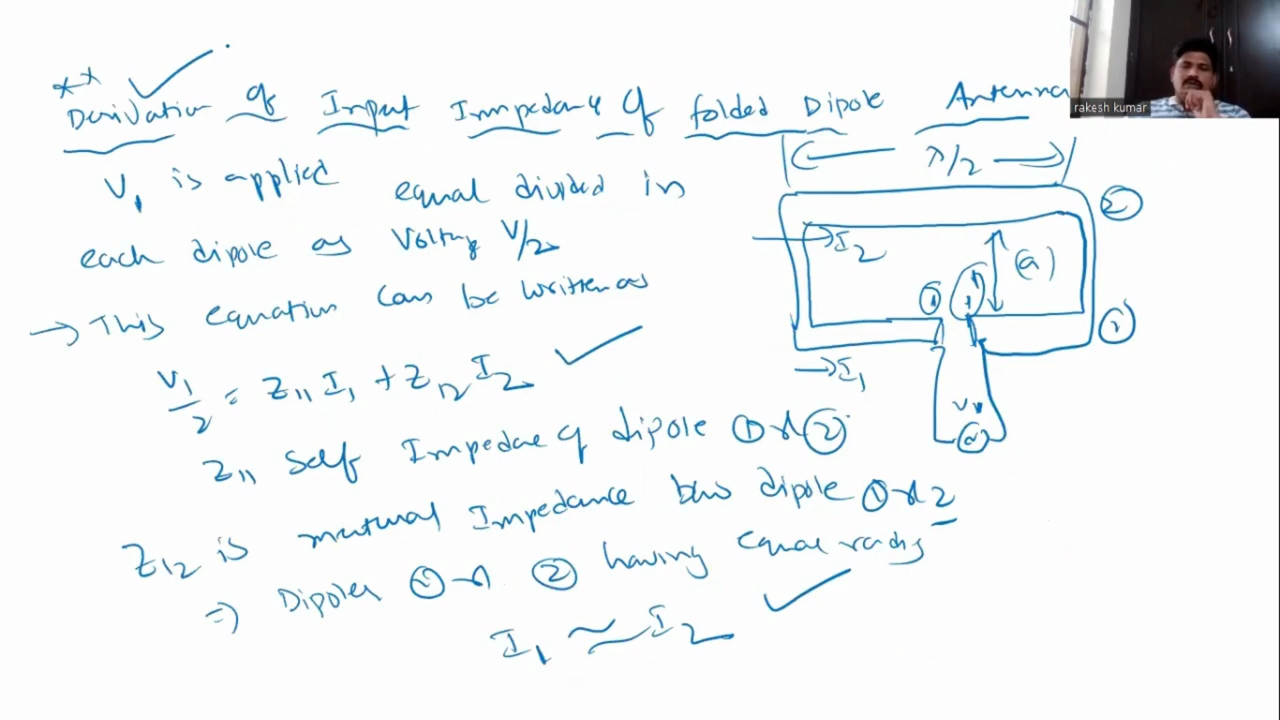 **
Derivation of Input Impedance of folded Dipole Antenna
rakesh kumar
V1 is applied equal divided in
each dipole as Voltage V/2
→ This equation can be written as
V1/2 = Z11 I1 + Z12 I2
Z11 Self Impedance of dipole ① & ②
Z12 is mutual Impedance b/w dipole ① & 2
⇒ Dipoles ① & ② having equal radius
I1 ≈ I2
λ/2
②
→ I2
(a)
①
→ I1
V1